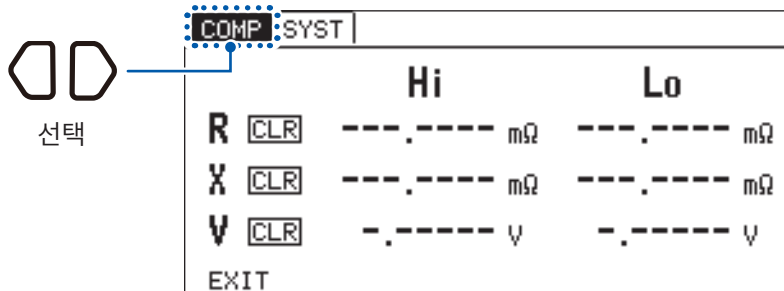 COMP SYST
Hi Lo
선택
R CLR ---.---- mΩ ---.---- mΩ
X CLR ---.---- mΩ ---.---- mΩ
V CLR -.----- V -.----- V
EXIT